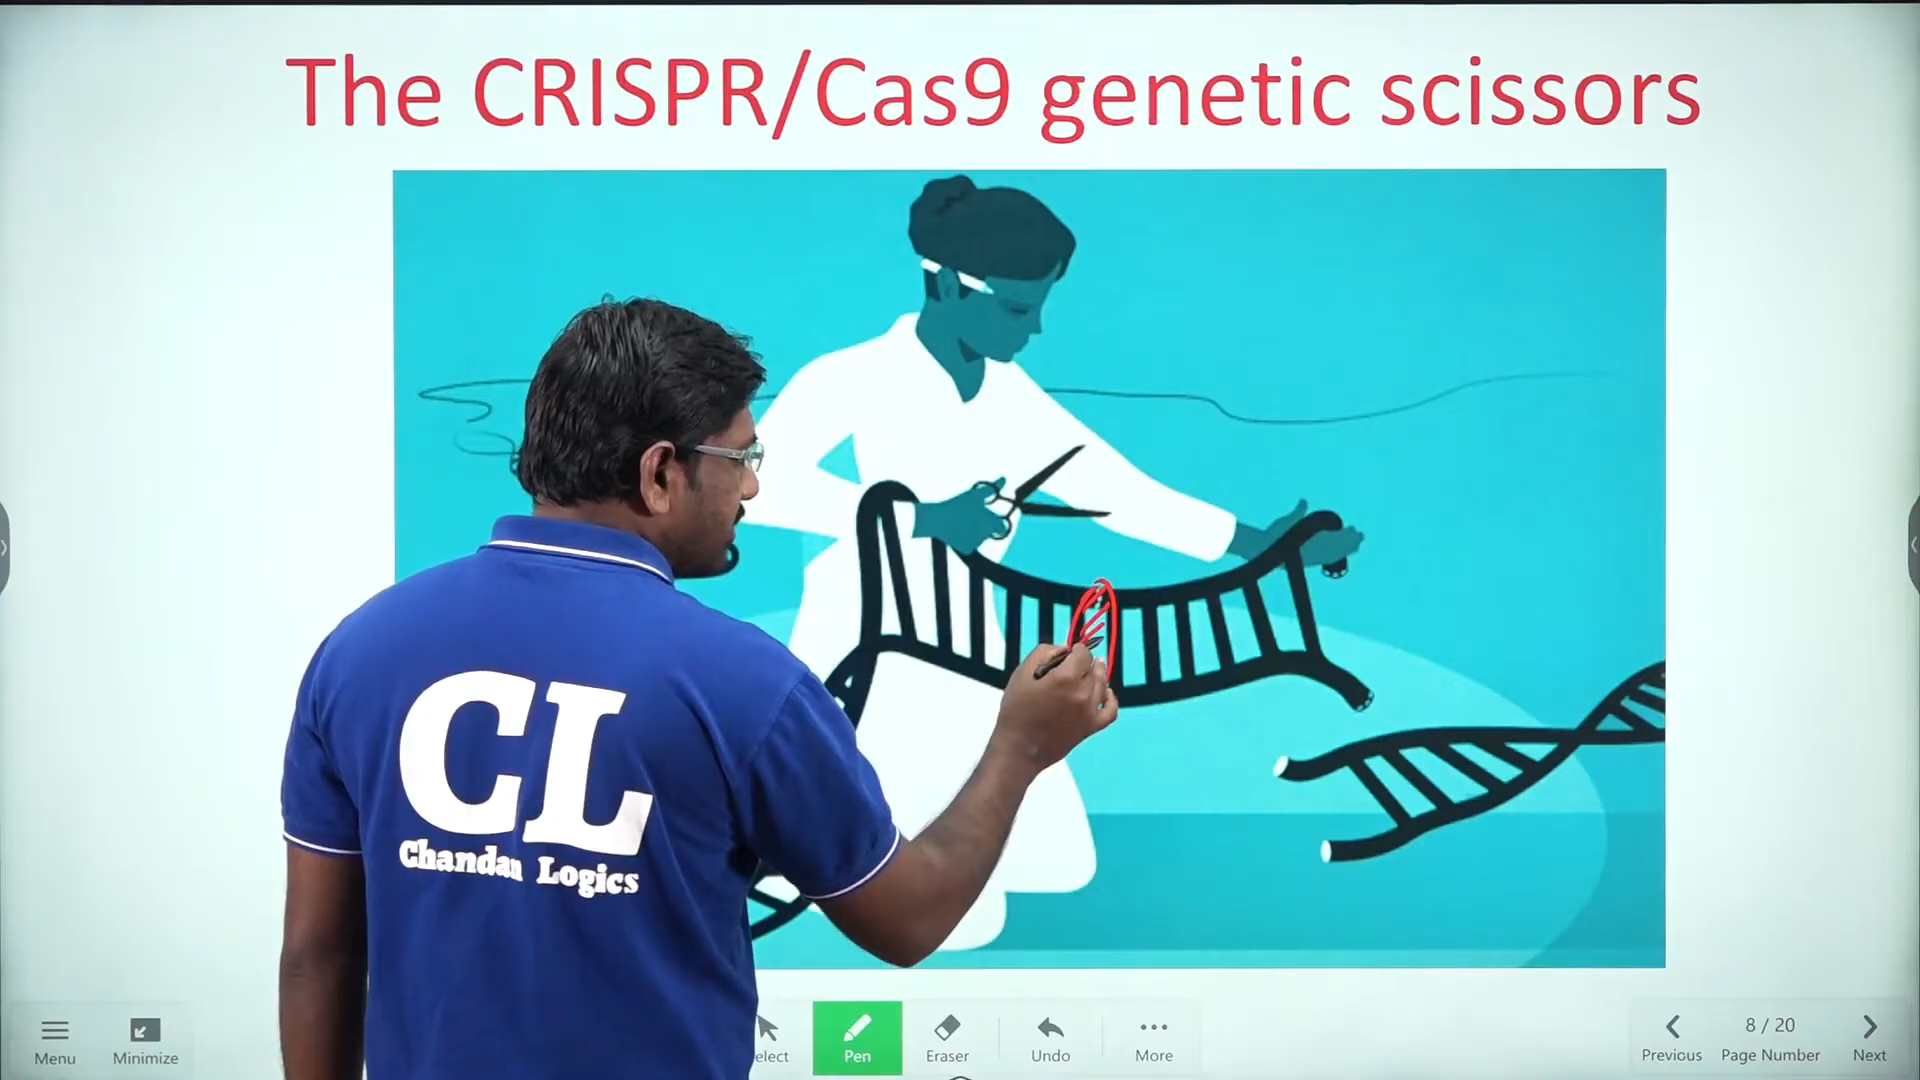 The CRISPR/Cas9 genetic scissors
CL
Chandan Logics
Menu
Minimize
elect
Pen
Eraser
Undo
More
Previous
8 / 20
Page Number
Next